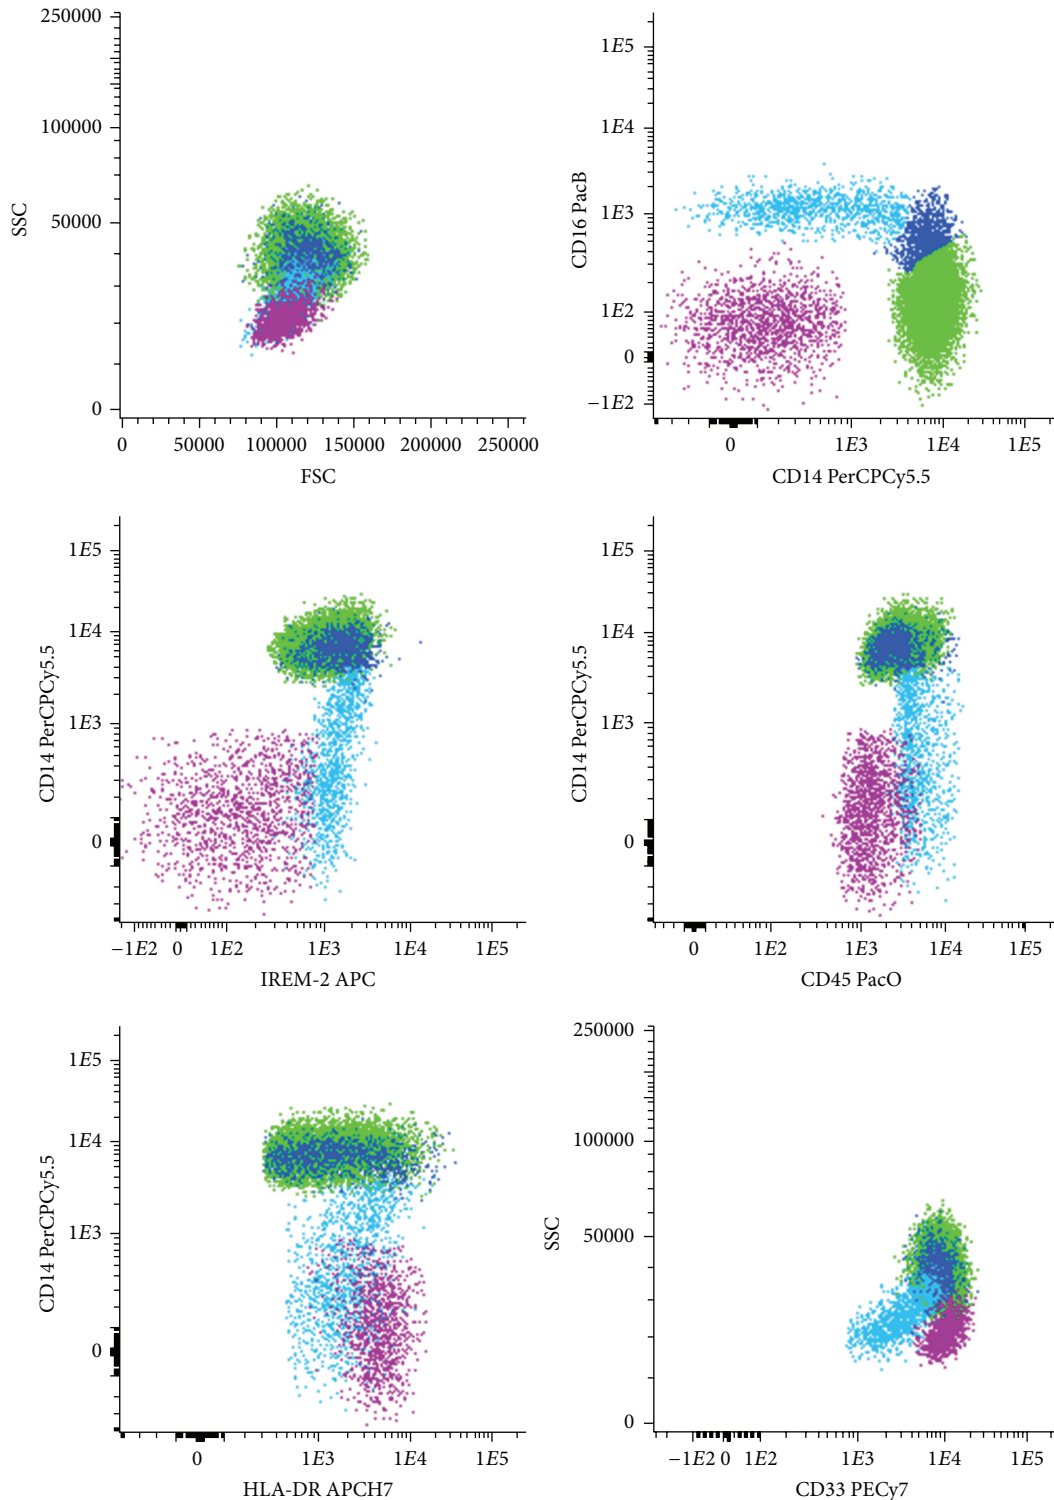 250000
100000
50000
0
SSC
0 50000 100000 150000 200000 250000
FSC
1E5
1E4
1E3
1E2
0
−1E2
CD16 PacB
0 1E3 1E4 1E5
CD14 PerCPCy5.5
1E5
1E4
1E3
0
CD14 PerCPCy5.5
−1E2 0 1E2 1E3 1E4 1E5
IREM-2 APC
1E5
1E4
1E3
0
CD14 PerCPCy5.5
0 1E2 1E3 1E4 1E5
CD45 PacO
1E5
1E4
1E3
0
CD14 PerCPCy5.5
0 1E3 1E4 1E5
HLA-DR APCH7
250000
100000
50000
0
SSC
−1E2 0 1E2 1E3 1E4 1E5
CD33 PECy7